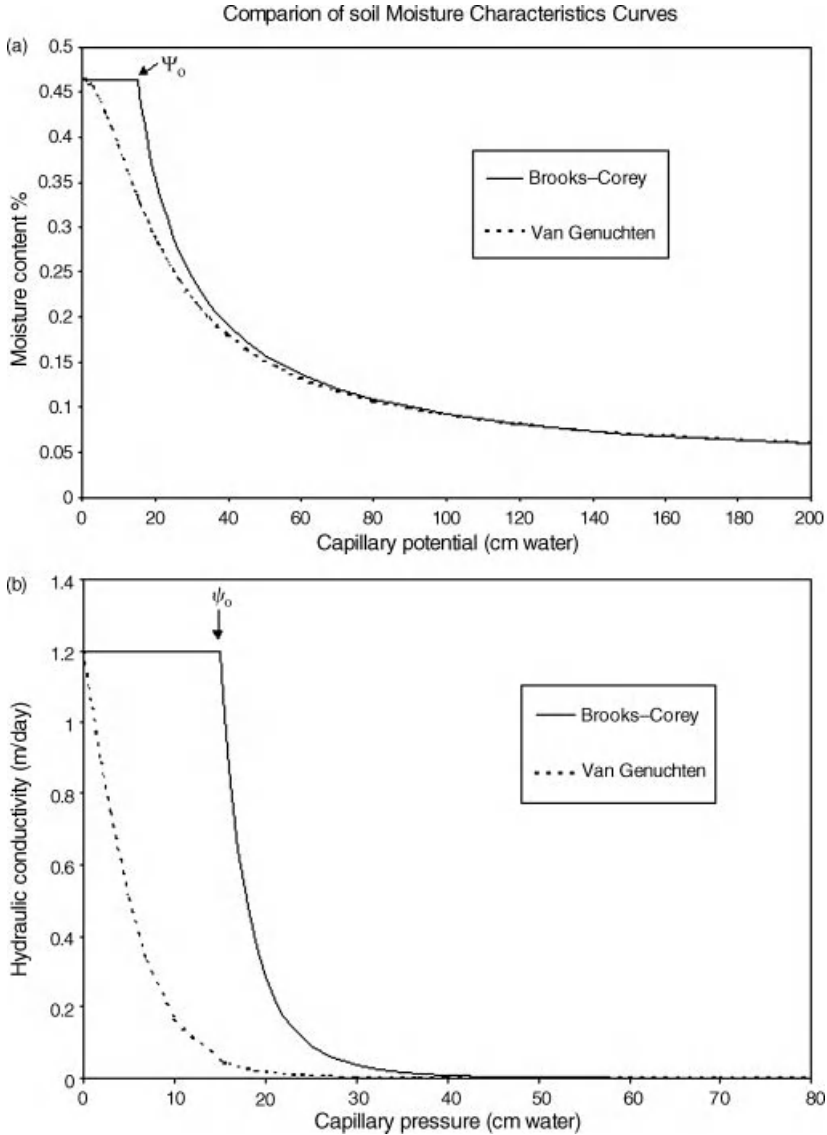 Comparion of soil Moisture Characteristics Curves
(a)
Ψo
0.5
0.45
0.4
0.35
0.3
0.25
0.2
0.15
0.1
0.05
0
Moisture content %
Brooks–Corey
Van Genuchten
0 20 40 60 80 100 120 140 160 180 200
Capillary potential (cm water)
(b)
ψo
1.4
1.2
1
0.8
0.6
0.4
0.2
0
Hydraulic conductivity (m/day)
Brooks–Corey
Van Genuchten
0 10 20 30 40 50 60 70 80
Capillary pressure (cm water)